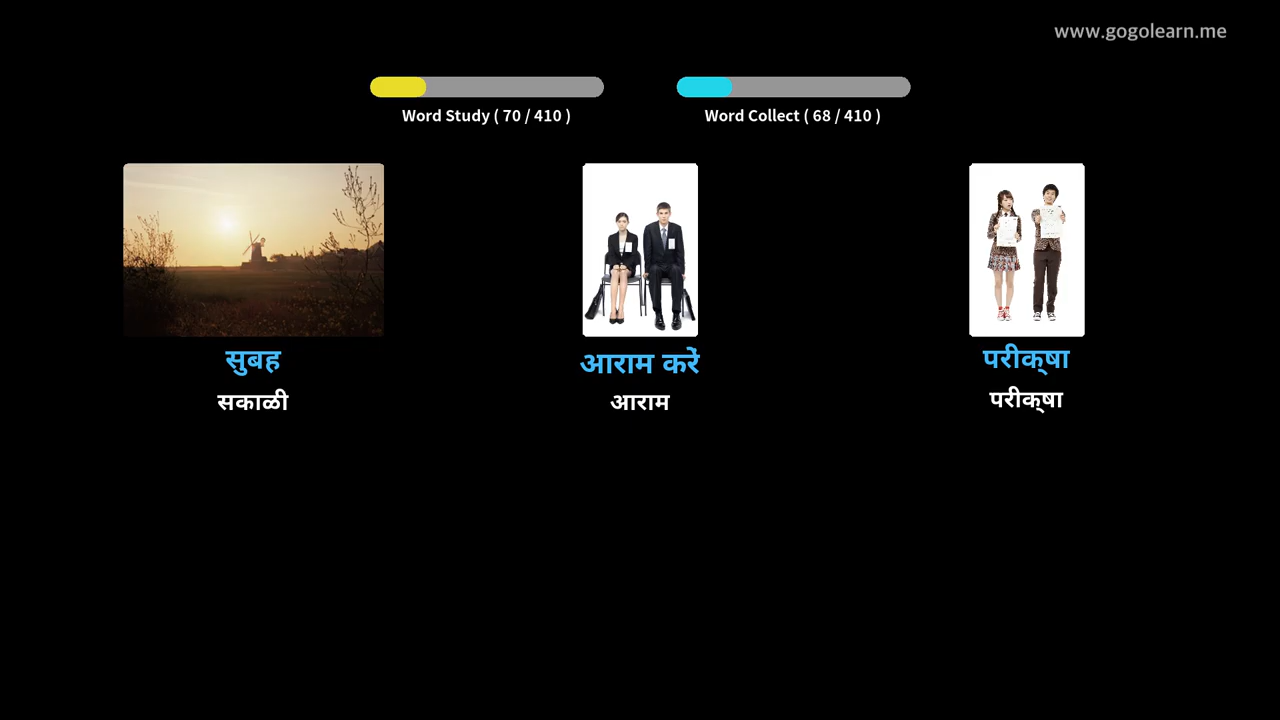 www.gogolearn.me
Word Study ( 70 / 410 )
Word Collect ( 68 / 410 )
सुबह
सकाळी
आराम करें
आराम
परीक्षा
परीक्षा